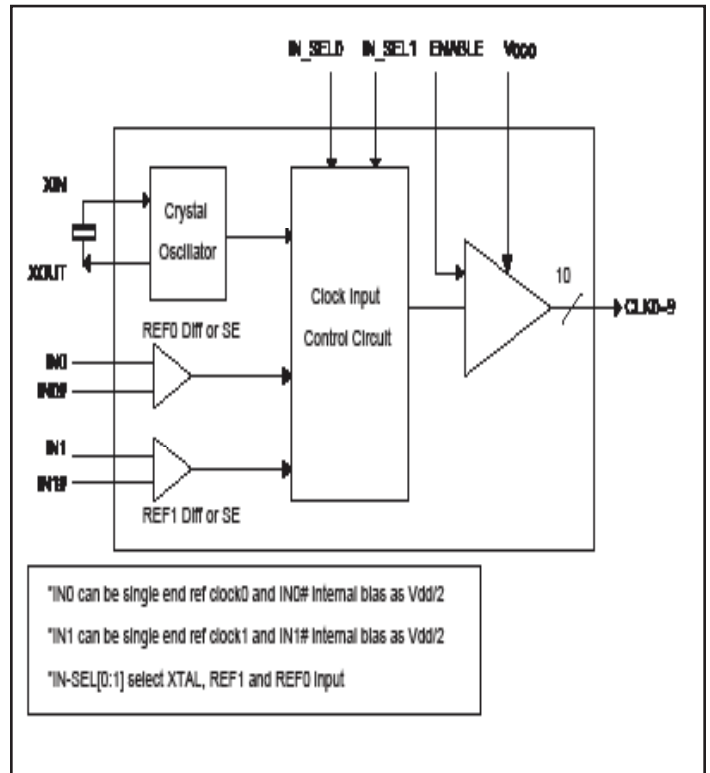 IN_SEL0 IN_SEL1 ENABLE VDDO
XIN
Crystal
Oscillator
XOUT
10
Clock Input
Control Circuit
CLK0-9
REF0 Diff or SE
IN0
IN0#
IN1
IN1#
REF1 Diff or SE
*IN0 can be single end ref clock0 and IN0# Internal bias as Vdd/2
*IN1 can be single end ref clock1 and IN1# Internal bias as Vdd/2
*IN-SEL[0:1] select XTAL, REF1 and REF0 Input